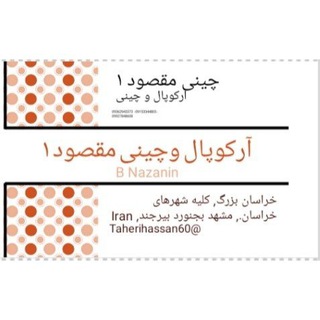 چینی مقصود ۱
آرکوپال و چینی
آرکوپال وچینی مقصود۱
B Nazanin
خراسان بزرگ, کلیه شهرهای
خراسان., مشهد بجنورد بیرجند, Iran
Taherihassan60@